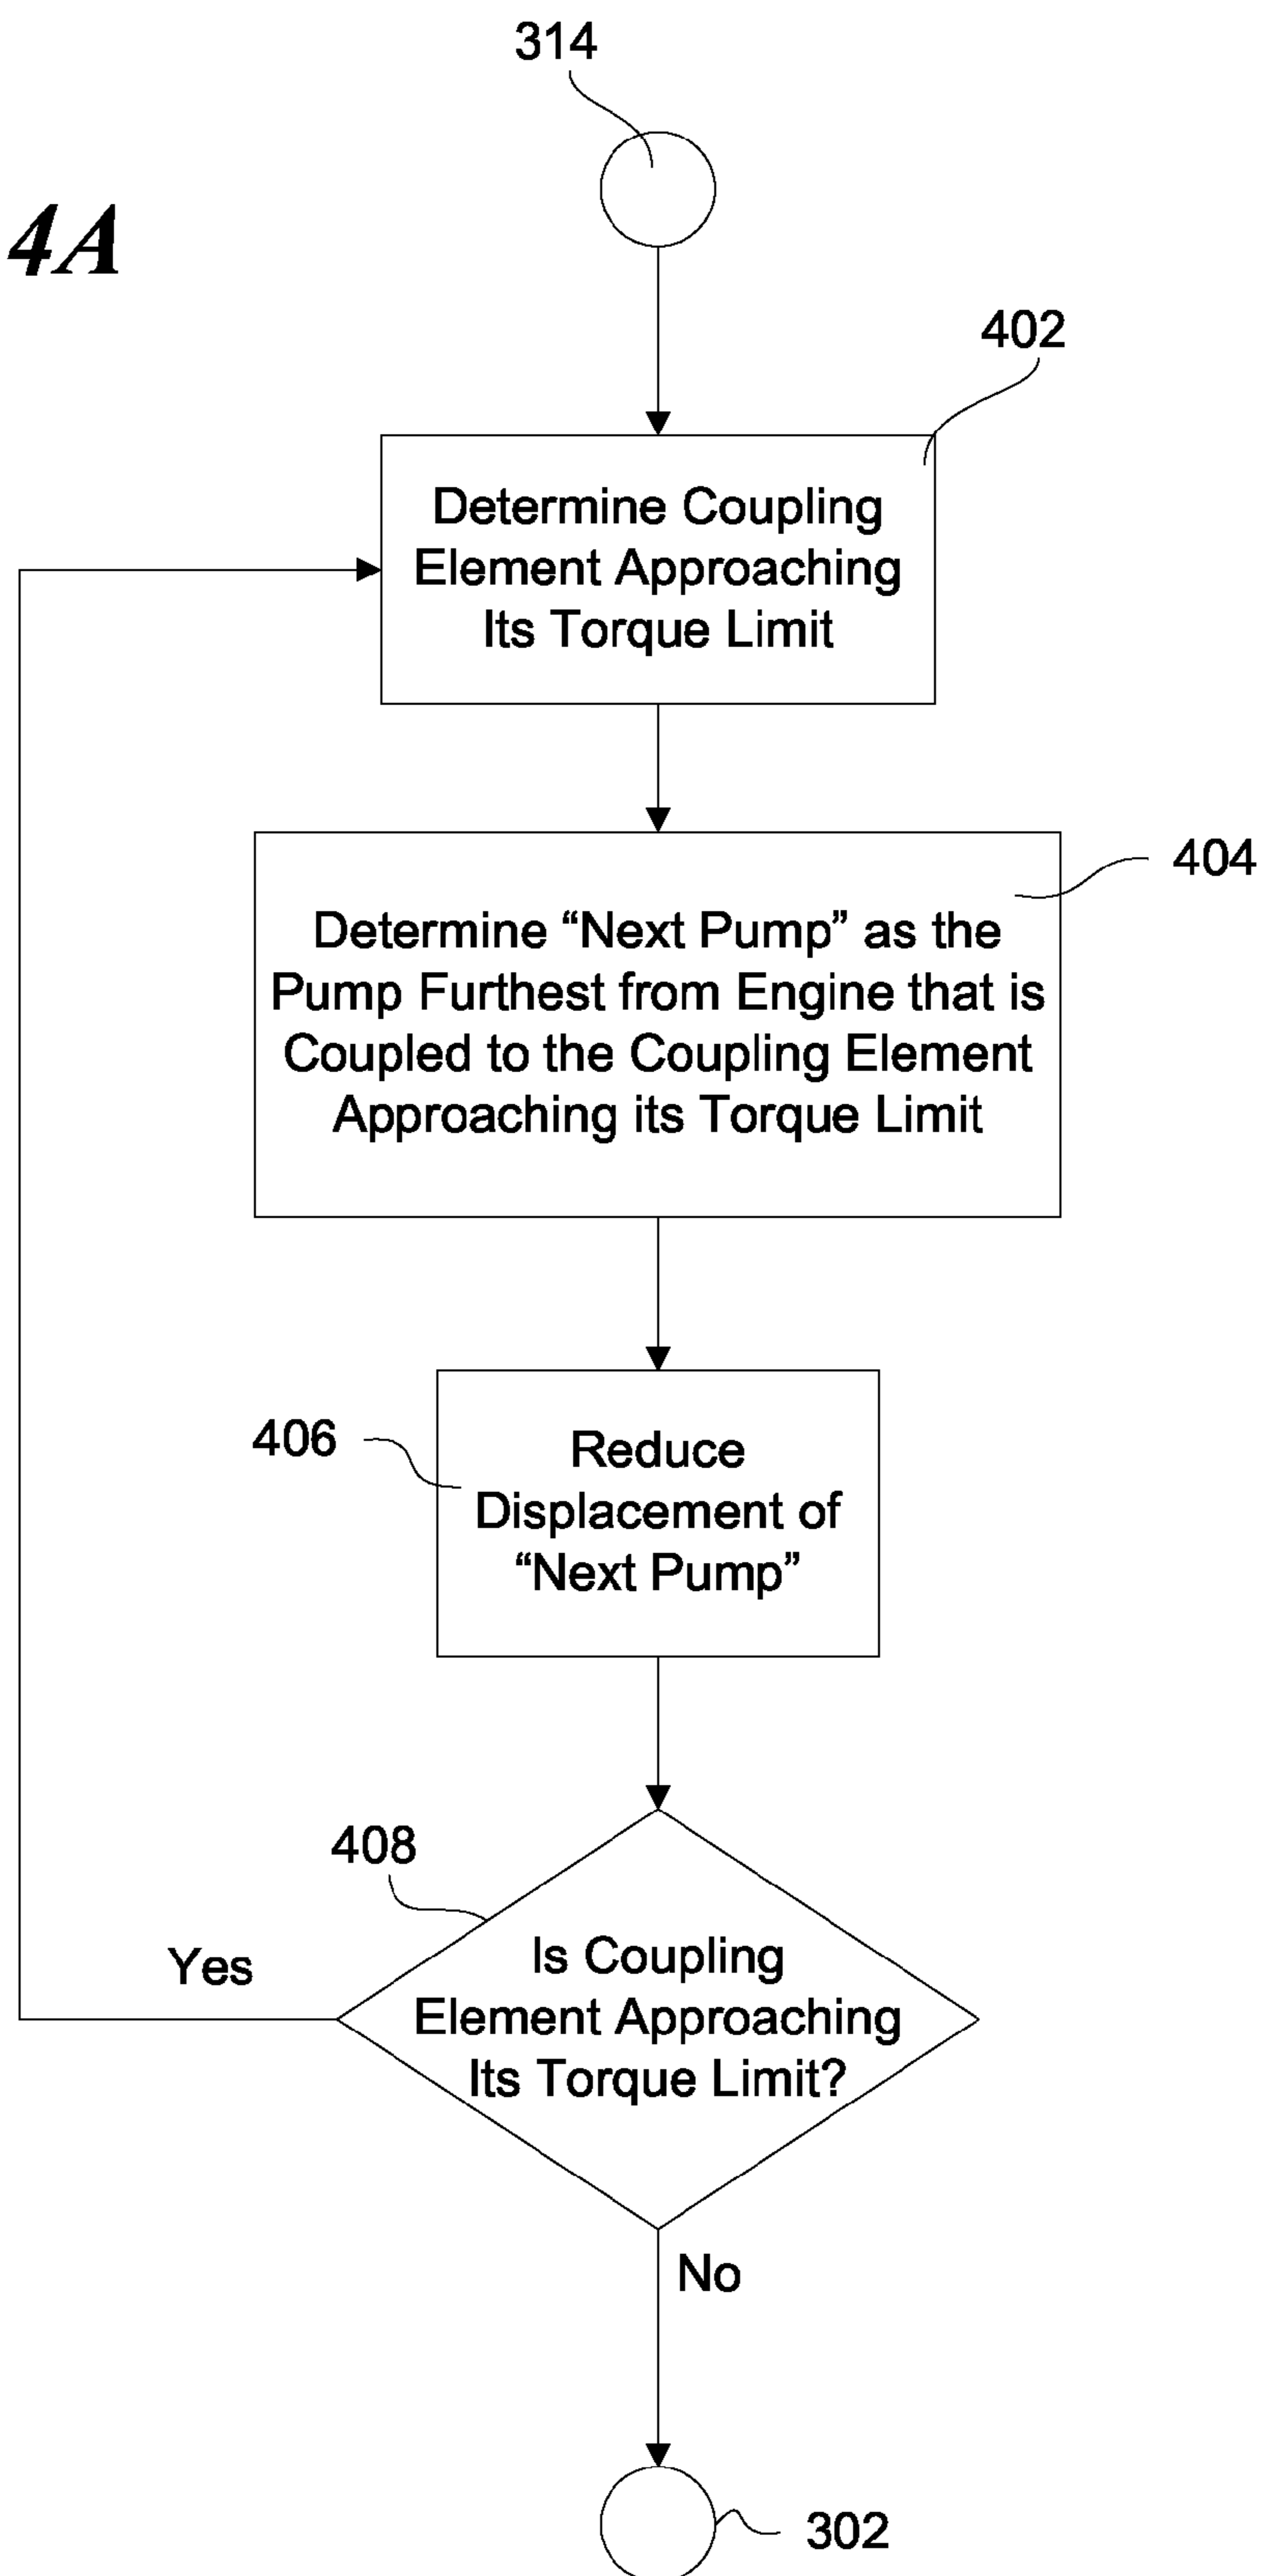 314
4A
402
Determine Coupling
Element Approaching
Its Torque Limit
404
Determine “Next Pump” as the
Pump Furthest from Engine that is
Coupled to the Coupling Element
Approaching its Torque Limit
406
Reduce
Displacement of
“Next Pump”
408
Yes
Is Coupling
Element Approaching
Its Torque Limit?
No
302